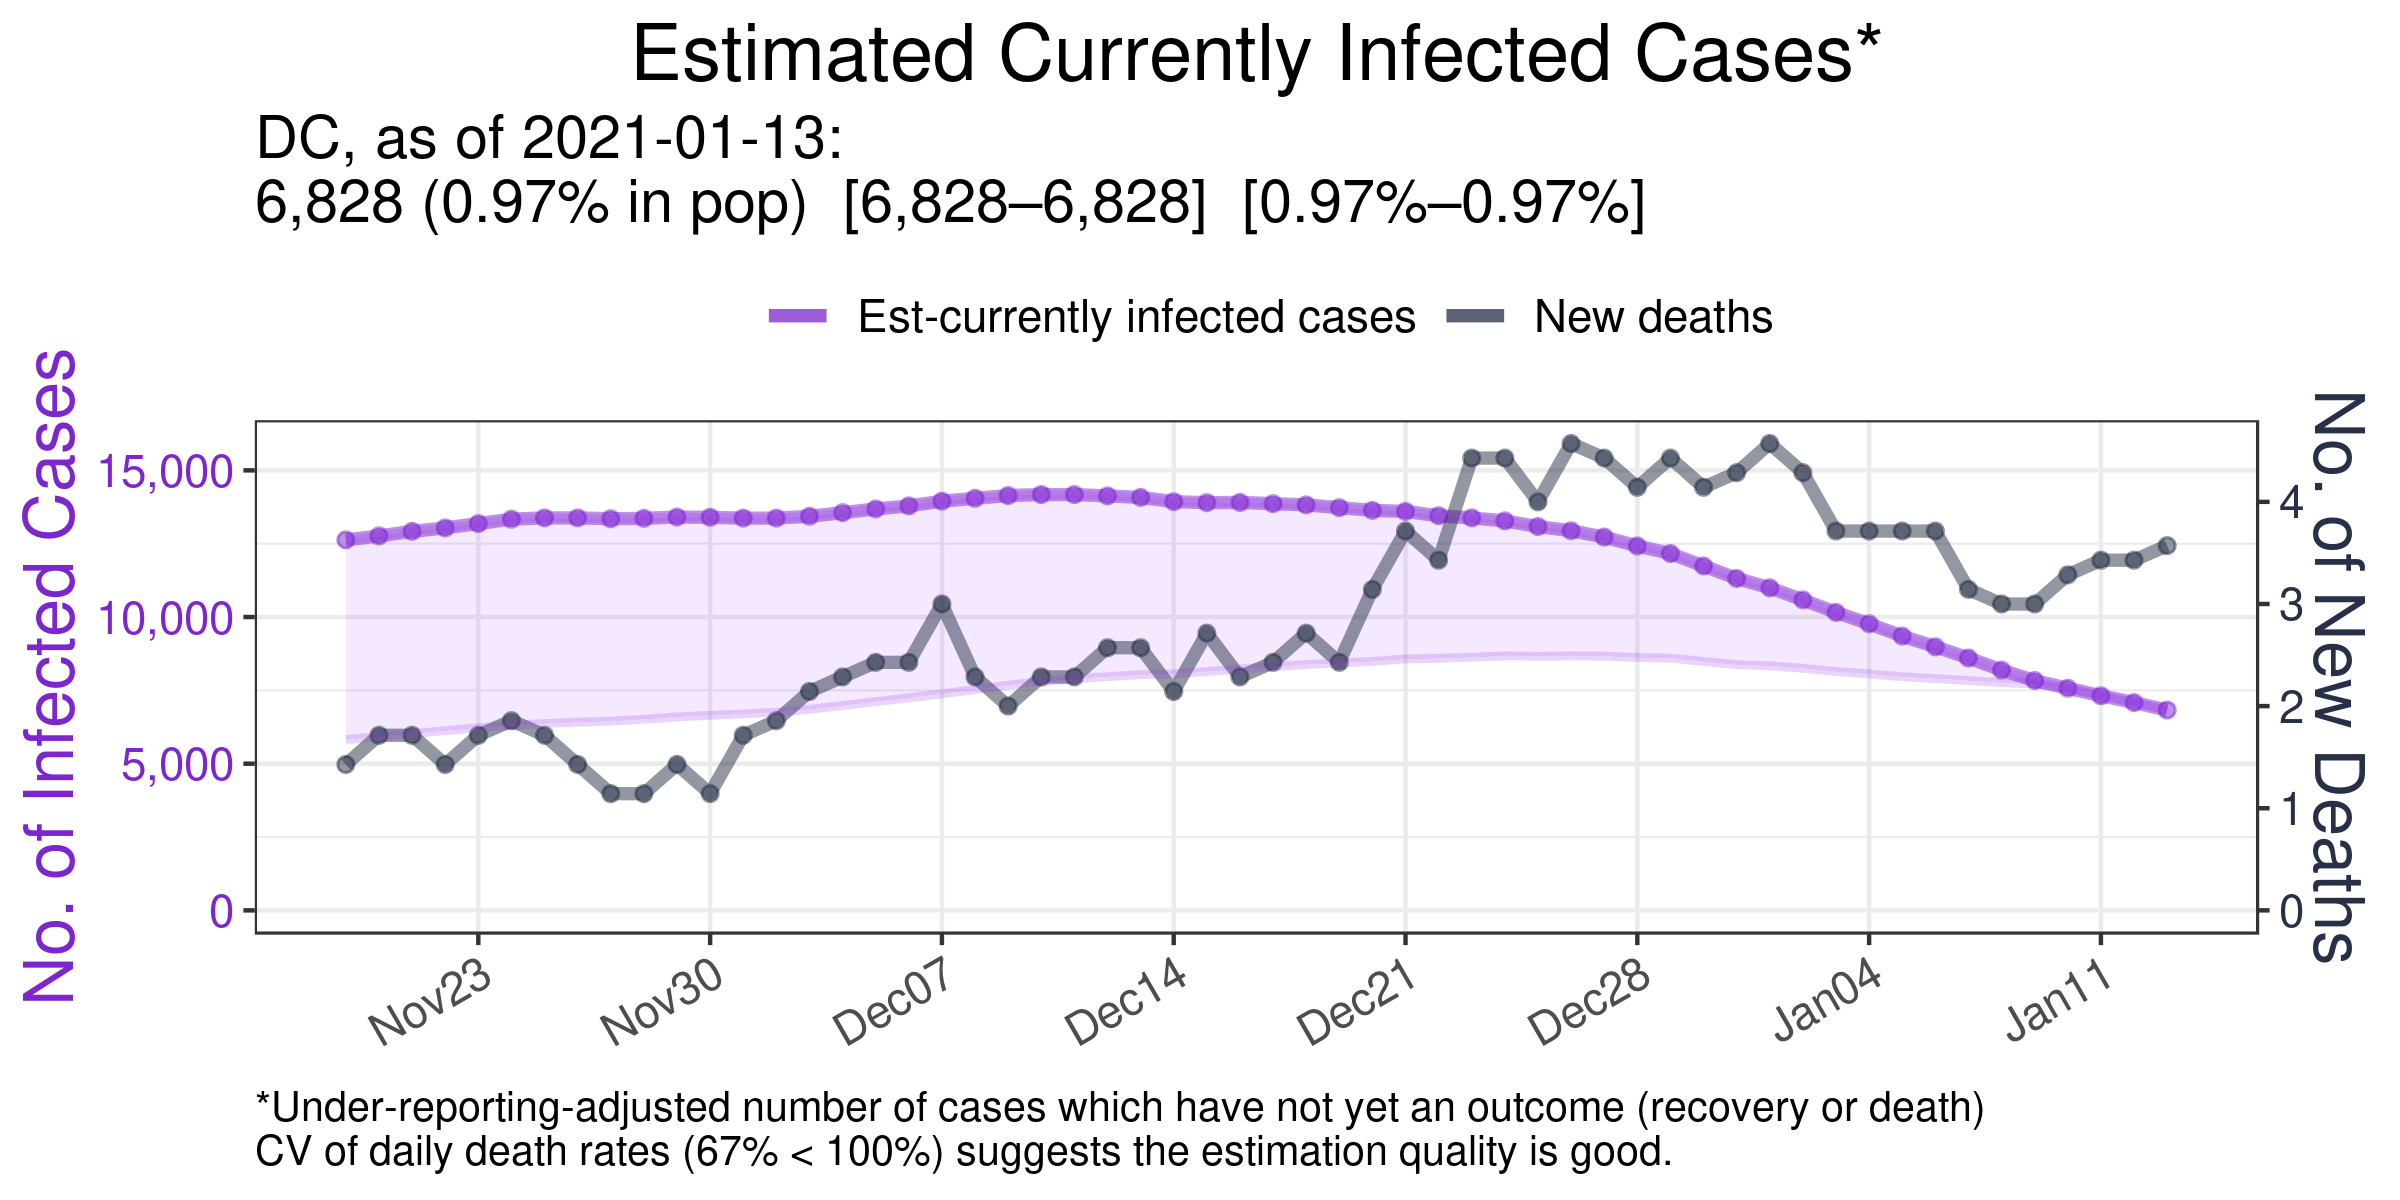 Estimated Currently Infected Cases*
DC, as of 2021-01-13:
6,828 (0.97% in pop)  [6,828–6,828]  [0.97%–0.97%]
Est-currently infected cases
New deaths
No. of Infected Cases
15,000
10,000
5,000
0
No. of New Deaths
4
3
2
1
0
Nov23
Nov30
Dec07
Dec14
Dec21
Dec28
Jan04
Jan11
*Under-reporting-adjusted number of cases which have not yet an outcome (recovery or death)
CV of daily death rates (67% < 100%) suggests the estimation quality is good.